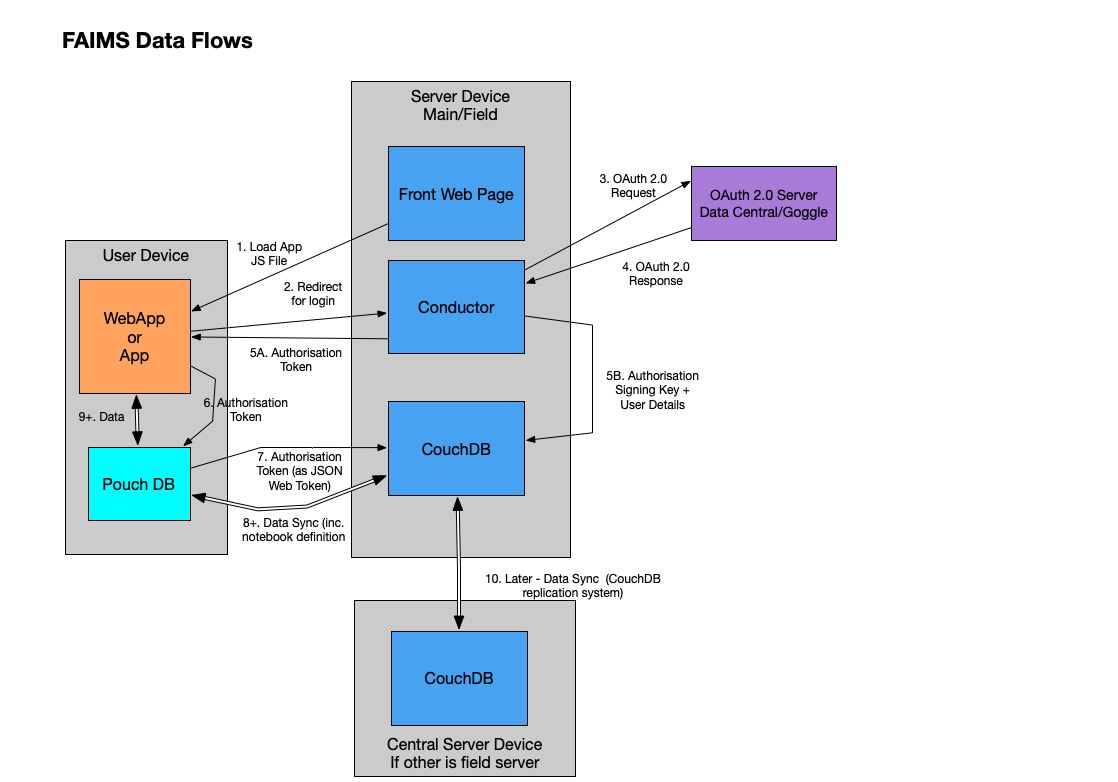 FAIMS Data Flows
Server Device
Main/Field
Front Web Page
3. OAuth 2.0
Request
OAuth 2.0 Server
Data Central/Goggle
User Device
1. Load App
JS File
2. Redirect
for login
4. OAuth 2.0
Response
WebApp
or
App
Conductor
5A. Authorisation
Token
5B. Authorisation
Signing Key +
User Details
6. Authorisation
Token
9+. Data
CouchDB
7. Authorisation
Token (as JSON
Web Token)
Pouch DB
8+. Data Sync (inc.
notebook definition
10. Later - Data Sync (CouchDB
replication system)
CouchDB
Central Server Device
If other is field server